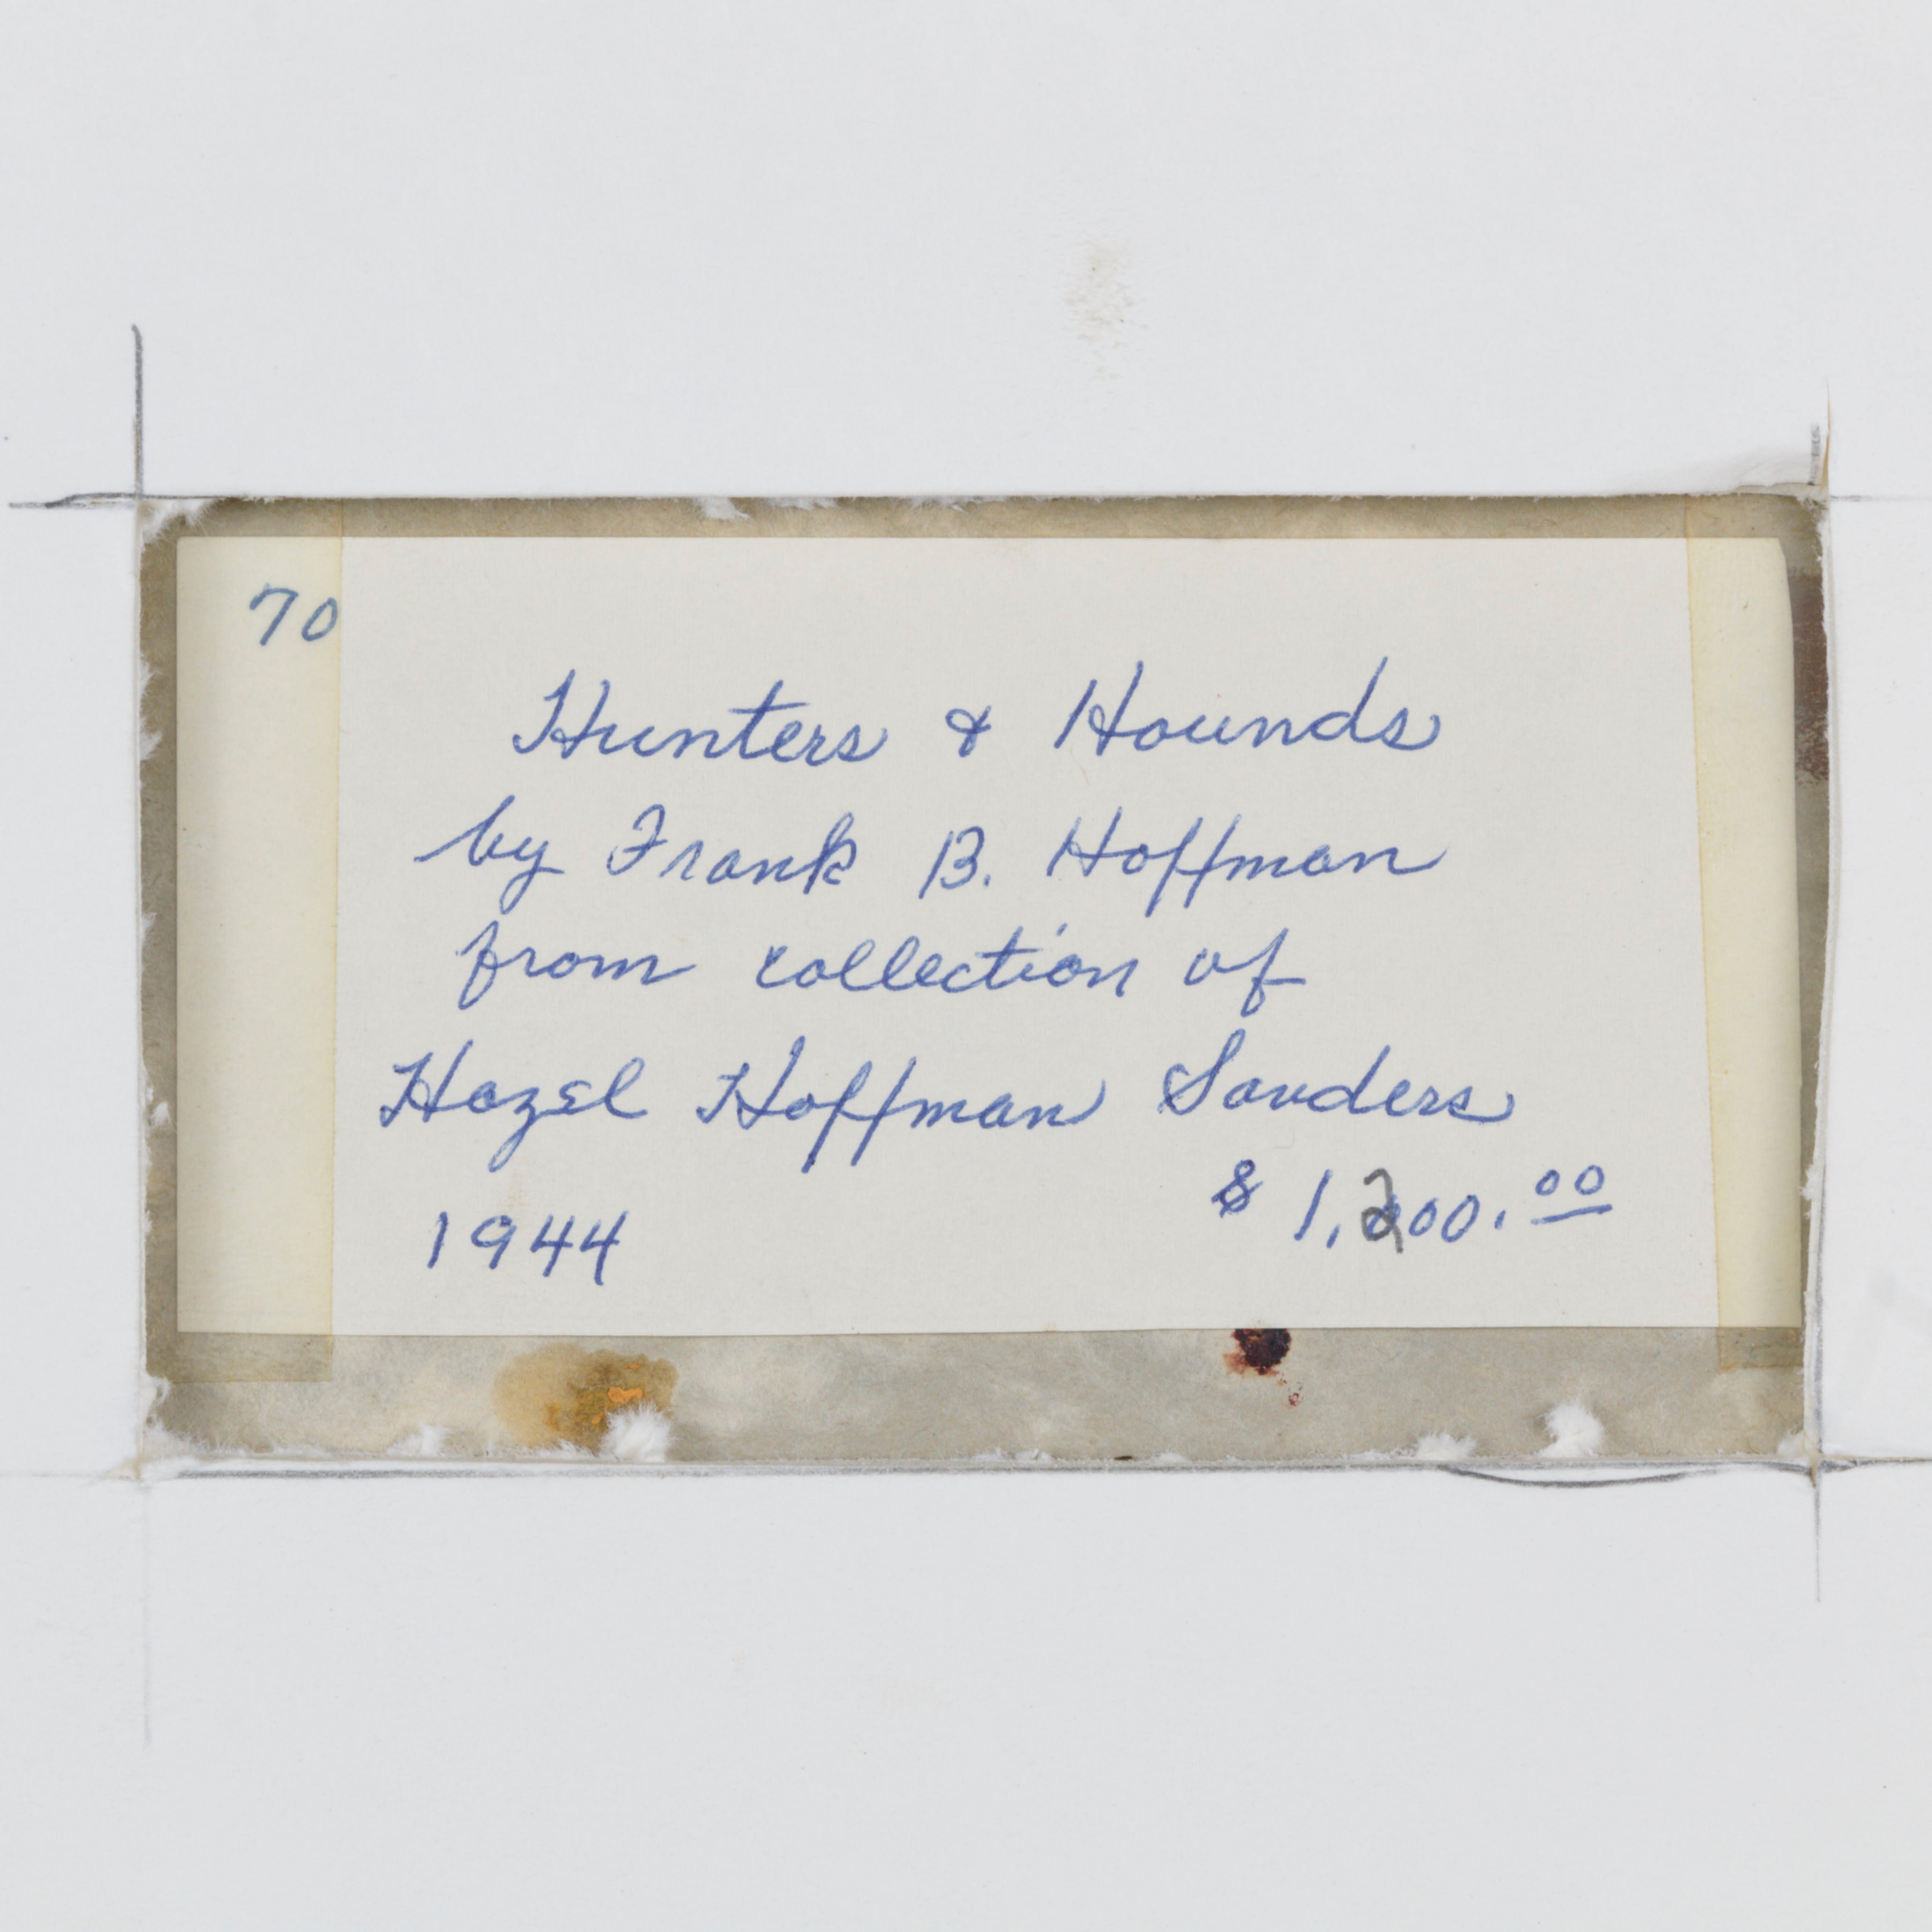 70
Hunters & Hounds
by Frank B. Hoffman
from collection of
Hazel Hoffman Sanders
1944 $ 1,200.00